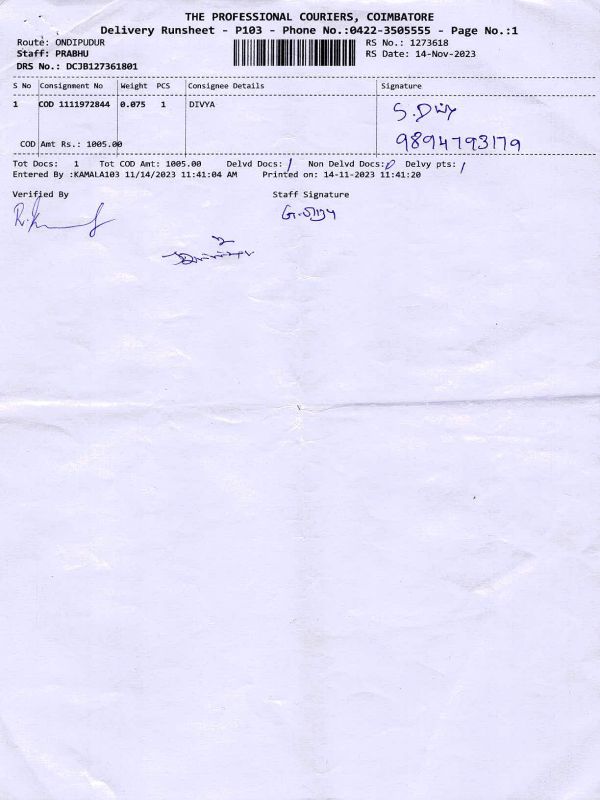 THE PROFESSIONAL COURIERS, COIMBATORE
Delivery Runsheet - P103 - Phone No.:0422-3505555 - Page No.:1
Route: ONDIPUDUR RS No.: 1273618
Staff: PRABHU RS Date: 14-Nov-2023
DRS No.: DCJB127361801
S No Consignment No Weight PCS Consignee Details Signature
1 COD 1111972844 0.075 1 DIVYA S. Divy
9894793179
COD Amt Rs.: 1005.00
Tot Docs: 1 Tot COD Amt: 1005.00 Delvd Docs: 1 Non Delvd Docs: 0 Delvy pts: 1
Entered By :KAMALA103 11/14/2023 11:41:04 AM Printed on: 14-11-2023 11:41:20
Verified By Staff Signature